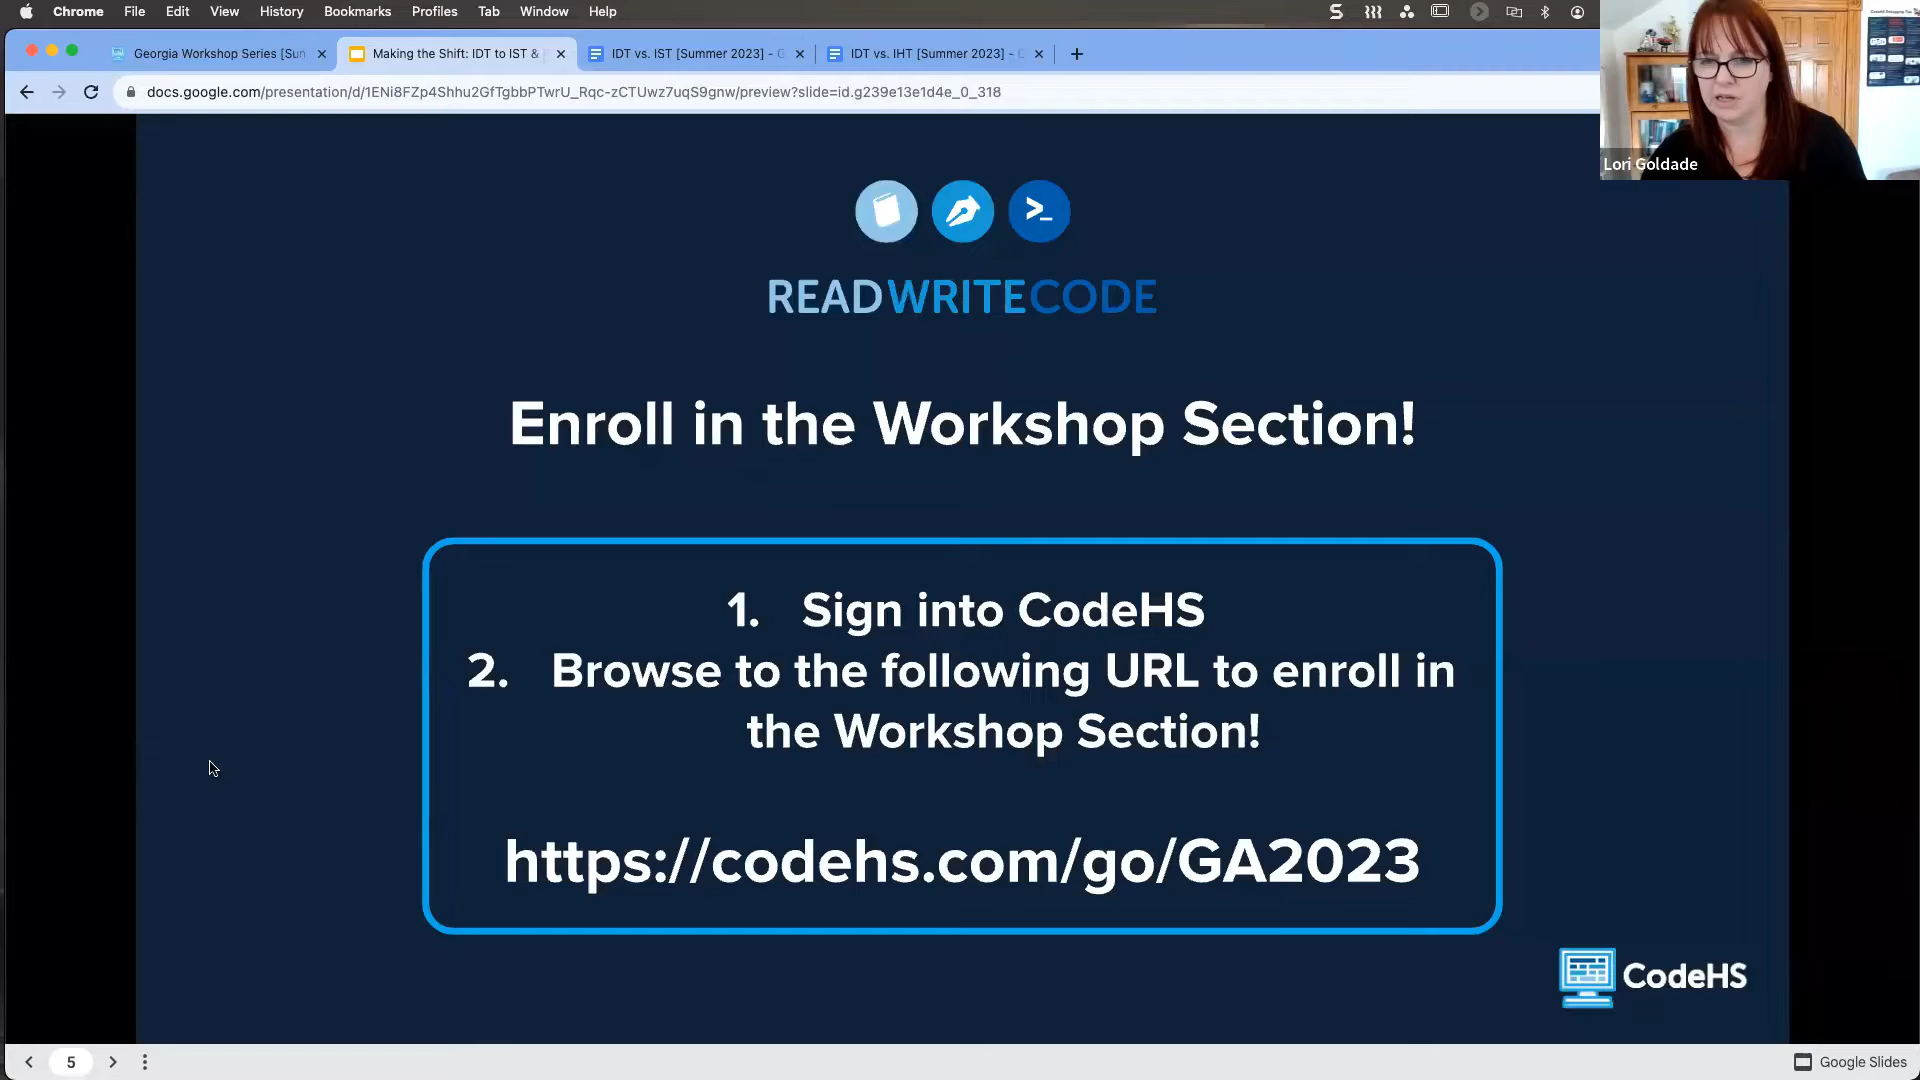 Chrome File Edit View History Bookmarks Profiles Tab Window Help
Georgia Workshop Series [Sun
Making the Shift: IDT to IST &
IDT vs. IST [Summer 2023] - G
IDT vs. IHT [Summer 2023] -
docs.google.com/presentation/d/1ENi8FZp4Shhu2GfTgbbPTwrU_Rqc-zCTUwz7uqS9gnw/preview?slide=id.g239e13e1d4e_0_318
Lori Goldade
READWRITECODE
Enroll in the Workshop Section!
1. Sign into CodeHS
2. Browse to the following URL to enroll in
the Workshop Section!
https://codehs.com/go/GA2023
CodeHS
5
Google Slides